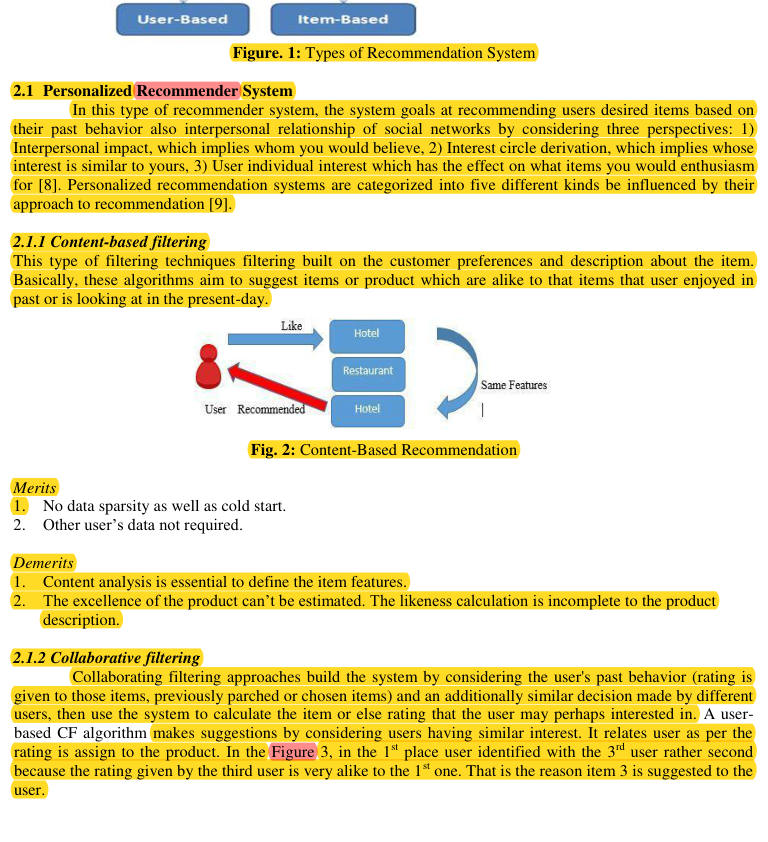 User-Based Item-Based
Figure. 1: Types of Recommendation System
2.1 Personalized Recommender System
In this type of recommender system, the system goals at recommending users desired items based on
their past behavior also interpersonal relationship of social networks by considering three perspectives: 1)
Interpersonal impact, which implies whom you would believe, 2) Interest circle derivation, which implies whose
interest is similar to yours, 3) User individual interest which has the effect on what items you would enthusiasm
for [8]. Personalized recommendation systems are categorized into five different kinds be influenced by their
approach to recommendation [9].
2.1.1 Content-based filtering
This type of filtering techniques filtering built on the customer preferences and description about the item.
Basically, these algorithms aim to suggest items or product which are alike to that items that user enjoyed in
past or is looking at in the present-day.
Like
Hotel
Restaurant
Same Features
User Recommended Hotel
Fig. 2: Content-Based Recommendation
Merits
1. No data sparsity as well as cold start.
2. Other user's data not required.
Demerits
1. Content analysis is essential to define the item features.
2. The excellence of the product can't be estimated. The likeness calculation is incomplete to the product
description.
2.1.2 Collaborative filtering
Collaborating filtering approaches build the system by considering the user's past behavior (rating is
given to those items, previously parched or chosen items) and an additionally similar decision made by different
users, then use the system to calculate the item or else rating that the user may perhaps interested in. A user-
based CF algorithm makes suggestions by considering users having similar interest. It relates user as per the
rating is assign to the product. In the Figure 3, in the 1st place user identified with the 3rd user rather second
because the rating given by the third user is very alike to the 1st one. That is the reason item 3 is suggested to the
user.